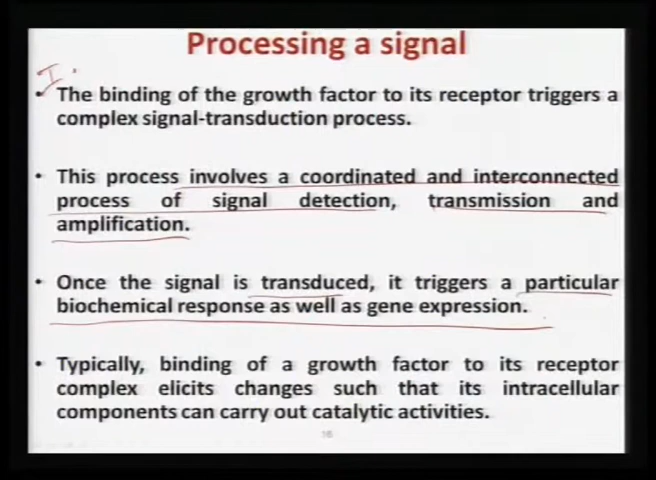 Processing a signal
I.
• The binding of the growth factor to its receptor triggers a
complex signal-transduction process.
• This process involves a coordinated and interconnected
process of signal detection, transmission and
amplification.
• Once the signal is transduced, it triggers a particular
biochemical response as well as gene expression.
• Typically, binding of a growth factor to its receptor
complex elicits changes such that its intracellular
components can carry out catalytic activities.
16